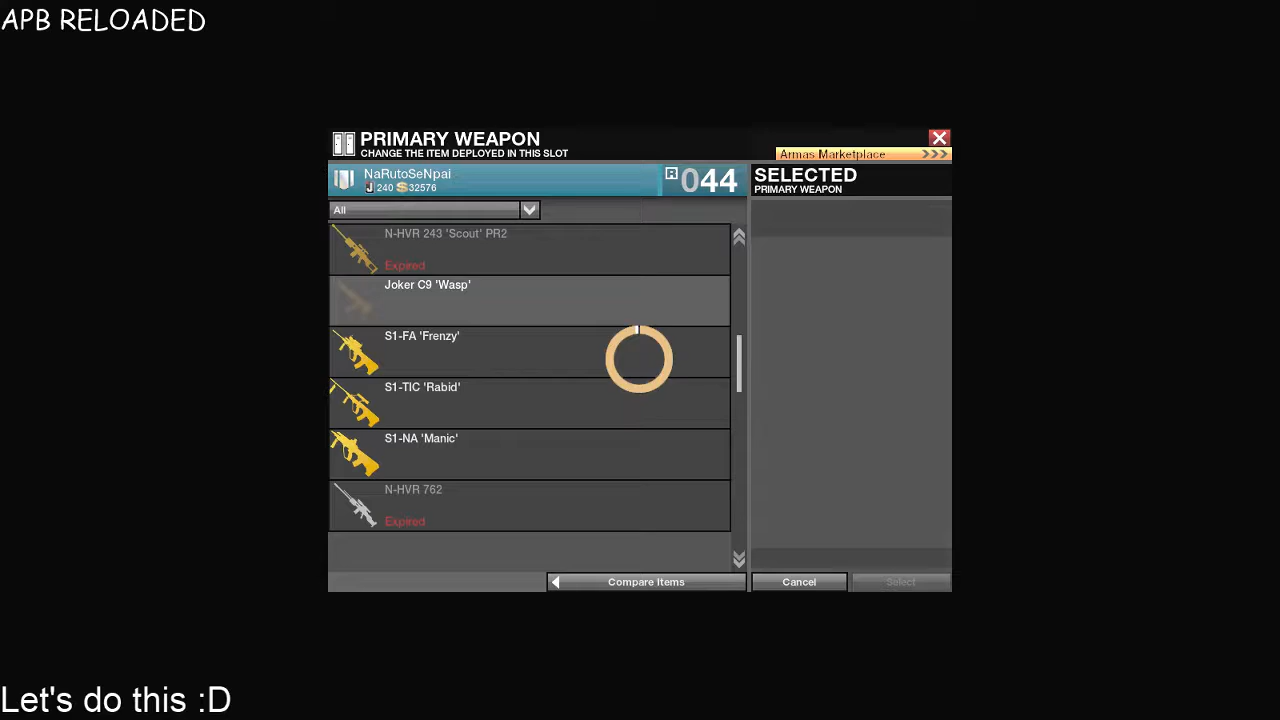 APB RELOADED
PRIMARY WEAPON
CHANGE THE ITEM DEPLOYED IN THIS SLOT
Armas Marketplace >>>
NaRutoSeNpai
J 240 $32576
R 044
SELECTED
PRIMARY WEAPON
All
N-HVR 243 'Scout' PR2
Expired
Joker C9 'Wasp'
S1-FA 'Frenzy'
S1-TIC 'Rabid'
S1-NA 'Manic'
N-HVR 762
Expired
Compare Items
Cancel
Select
Let's do this :D